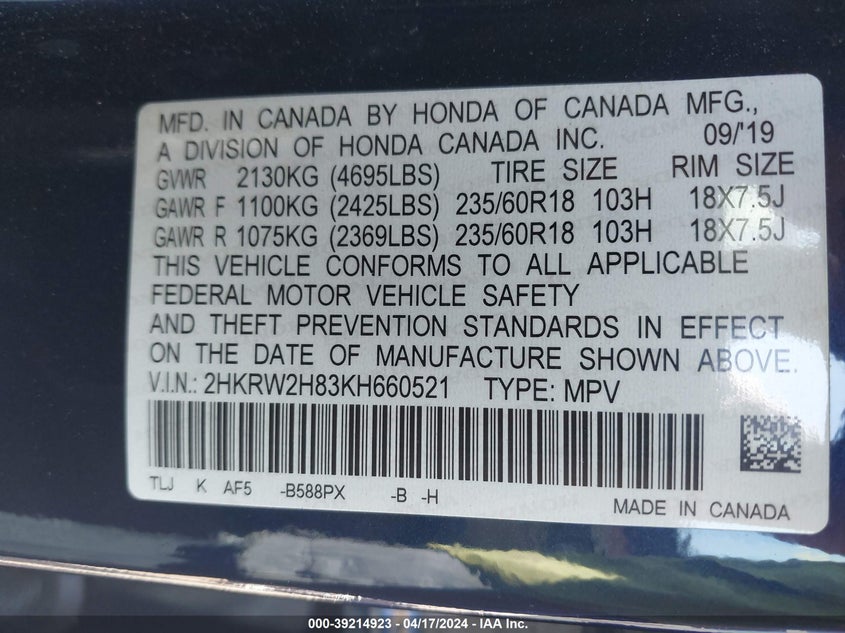 MFD. IN CANADA BY HONDA OF CANADA MFG.,
A DIVISION OF HONDA CANADA INC. 09/'19
GVWR 2130KG (4695LBS) TIRE SIZE RIM SIZE
GAWR F 1100KG (2425LBS) 235/60R18 103H 18X7.5J
GAWR R 1075KG (2369LBS) 235/60R18 103H 18X7.5J
THIS VEHICLE CONFORMS TO ALL APPLICABLE
FEDERAL MOTOR VEHICLE SAFETY
AND THEFT PREVENTION STANDARDS IN EFFECT
ON THE DATE OF MANUFACTURE SHOWN ABOVE.
V.I.N.: 2HKRW2H83KH660521 TYPE: MPV
TLJ K AF5 -B588PX -B -H
MADE IN CANADA
000-39214923 – 04/17/2024 – IAA Inc.